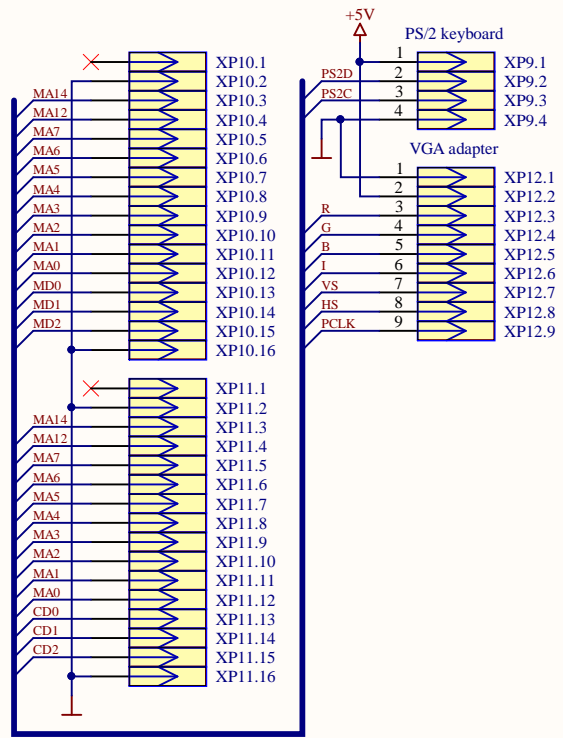 +5V
PS/2 keyboard
1 XP9.1
PS2D 2 XP9.2
PS2C 3 XP9.3
4 XP9.4
VGA adapter
1 XP12.1
2 XP12.2
R 3 XP12.3
G 4 XP12.4
B 5 XP12.5
I 6 XP12.6
VS 7 XP12.7
HS 8 XP12.8
PCLK 9 XP12.9
XP10.1
XP10.2
MA14 XP10.3
MA12 XP10.4
MA7 XP10.5
MA6 XP10.6
MA5 XP10.7
MA4 XP10.8
MA3 XP10.9
MA2 XP10.10
MA1 XP10.11
MA0 XP10.12
MD0 XP10.13
MD1 XP10.14
MD2 XP10.15
XP10.16
XP11.1
XP11.2
MA14 XP11.3
MA12 XP11.4
MA7 XP11.5
MA6 XP11.6
MA5 XP11.7
MA4 XP11.8
MA3 XP11.9
MA2 XP11.10
MA1 XP11.11
MA0 XP11.12
CD0 XP11.13
CD1 XP11.14
CD2 XP11.15
XP11.16